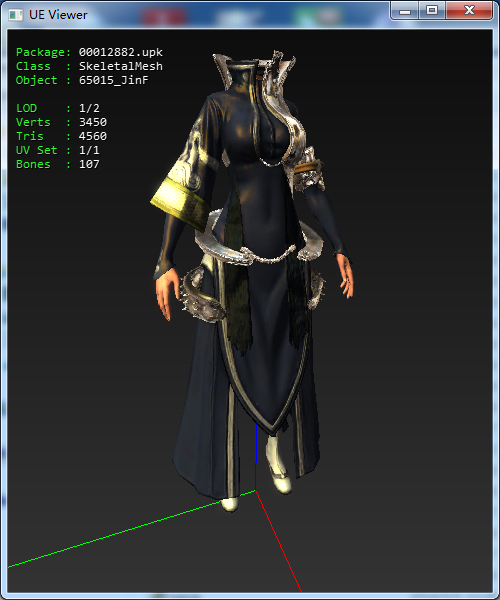 UE Viewer
Package: 00012882.upk
Class : SkeletalMesh
Object : 65015_JinF
LOD : 1/2
Verts : 3450
Tris : 4560
UV Set : 1/1
Bones : 107